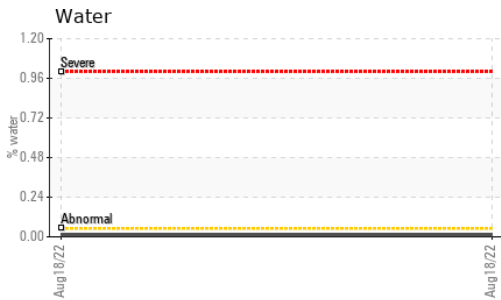 Water
1.20
0.96
0.72
0.48
0.24
0.00
% water
Severe
Abnormal
Aug18/22
Aug18/22